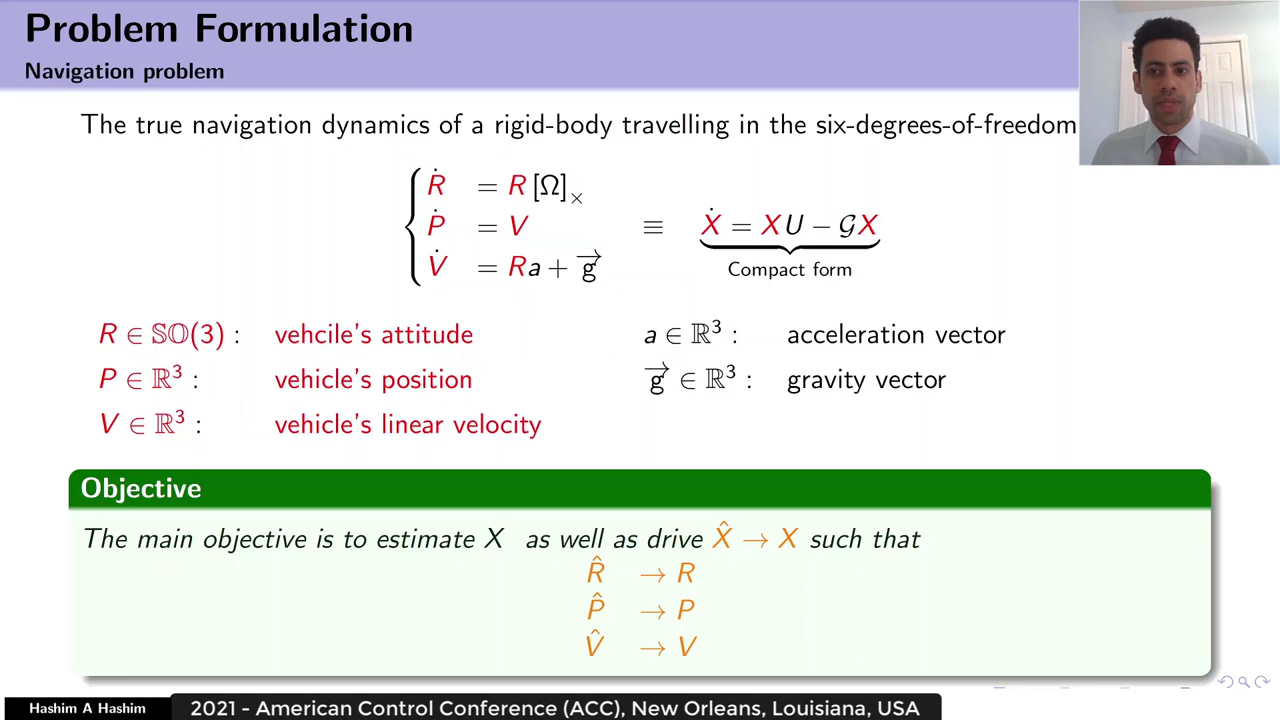 Problem Formulation
Navigation problem
The true navigation dynamics of a rigid-body travelling in the six-degrees-of-freedom
Ṙ = R [Ω]×
Ṗ = V ≡ Ẋ = XU − 𝒢X
V̇ = Ra + g⃗ Compact form
R ∈ 𝕊𝕆(3) : vehcile's attitude a ∈ ℝ³ : acceleration vector
P ∈ ℝ³ : vehicle's position g⃗ ∈ ℝ³ : gravity vector
V ∈ ℝ³ : vehicle's linear velocity
Objective
The main objective is to estimate X as well as drive X̂ → X such that
R̂ → R
P̂ → P
V̂ → V
Hashim A Hashim 2021 - American Control Conference (ACC), New Orleans, Louisiana, USA